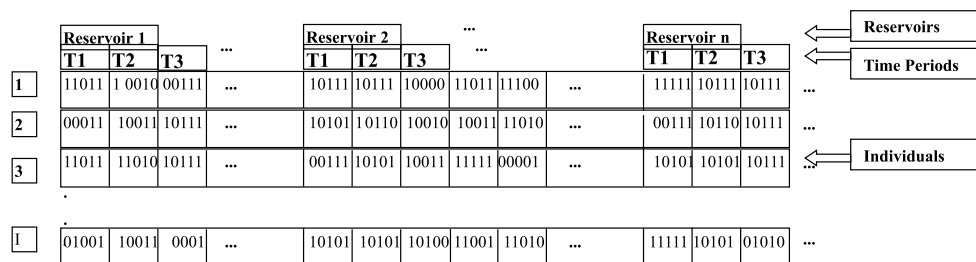 ... Reservoirs
Reservoir 1 ... Reservoir 2 ... Reservoir n
T1 T2 T3 T1 T2 T3 T1 T2 T3 Time Periods
1 11011 1 0010 00111 ... 10111 10111 10000 11011 11100 ... 11111 10111 10111 ...
2 00011 10011 10111 ... 10101 10110 10010 10011 11010 ... 00111 10110 10111 ...
3 11011 11010 10111 ... 00111 10101 10011 11111 00001 ... 10101 10101 10111 ... Individuals
.
.
I 01001 10011 0001 ... 10101 10101 10100 11001 11010 ... 11111 10101 01010 ...